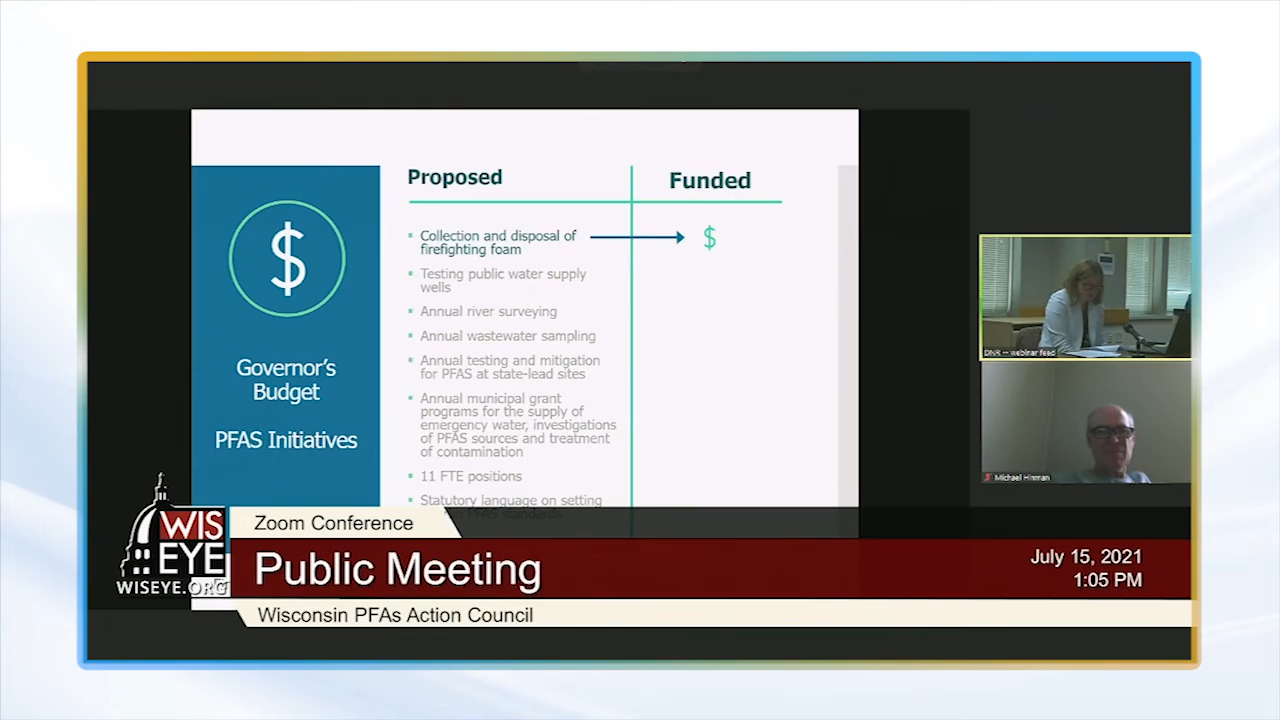 Proposed
Funded
Collection and disposal of
firefighting foam
$
Testing public water supply
wells
Annual river surveying
Annual wastewater sampling
Annual testing and mitigation
for PFAS at state-lead sites
Annual municipal grant
programs for the supply of
emergency water, investigations
of PFAS sources and treatment
of contamination
11 FTE positions
Statutory language on setting
PFAS standards
$
Governor's
Budget
PFAS Initiatives
DNR -- webinar feed
Michael Hinman
WIS
EYE
WISEYE.ORG
Zoom Conference
Public Meeting
July 15, 2021
1:05 PM
Wisconsin PFAs Action Council